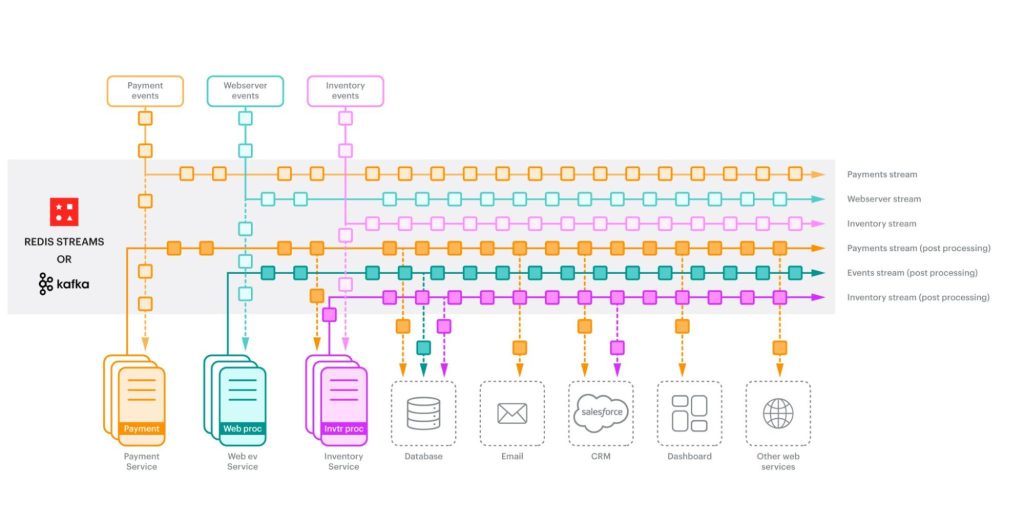 Payment
events
Webserver
events
Inventory
events
Payments stream
Webserver stream
Inventory stream
REDIS STREAMS
OR
kafka
Payments stream (post processing)
Events stream (post processing)
Inventory stream (post processing)
Payment
Web proc
Invtr proc
salesforce
Payment
Service
Web ev
Service
Inventory
Service
Database
Email
CRM
Dashboard
Other web
services